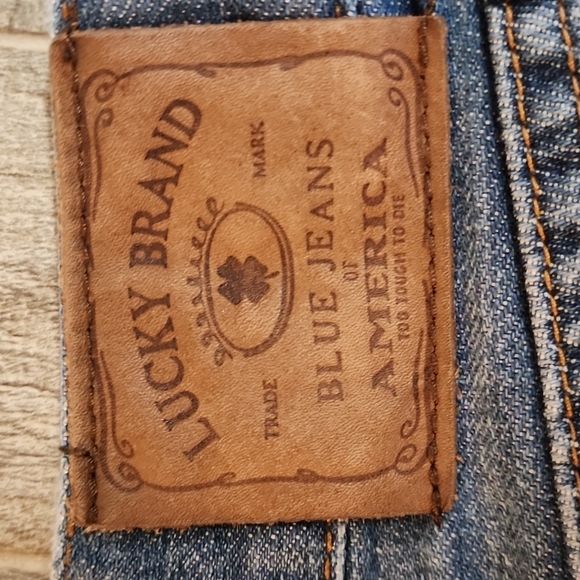 LUCKY BRAND
TRADE MARK
BLUE JEANS
OF
AMERICA
TOO TOUGH TO DIE